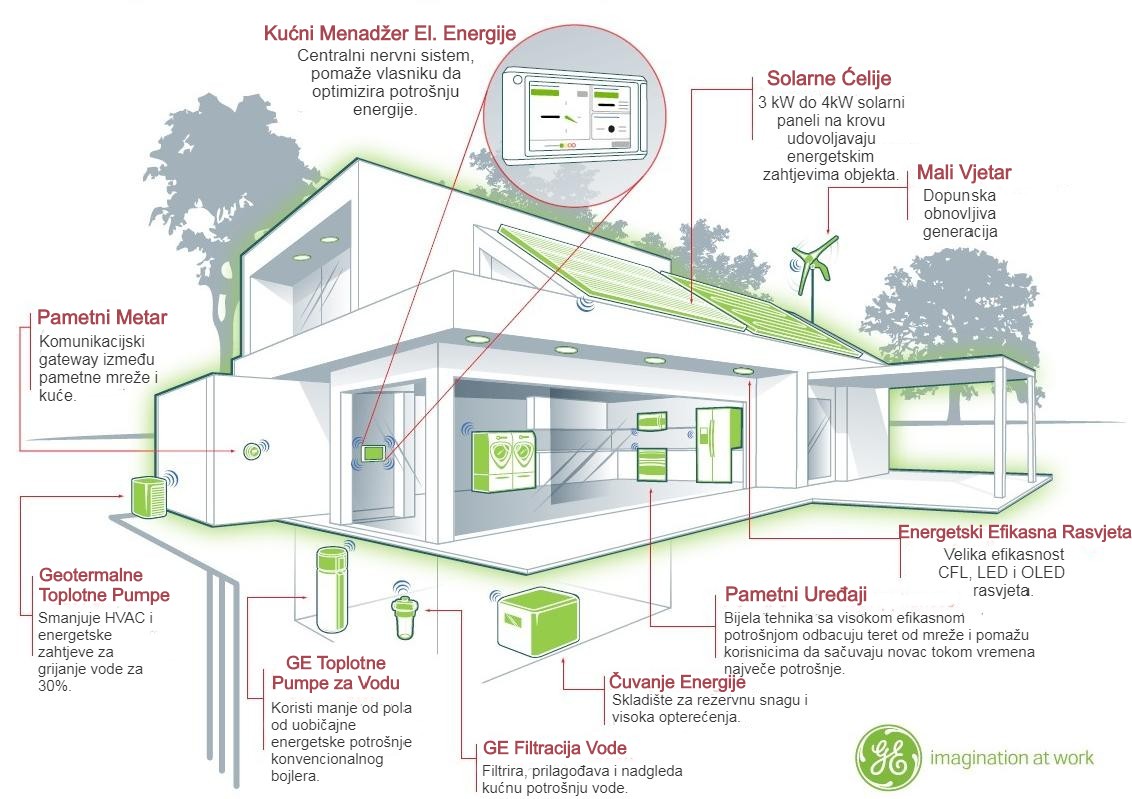 Kućni Menadžer El. Energije
Centralni nervni sistem,
pomaže vlasniku da
optimizira potrošnju
energije.
Solarne Ćelije
3 kW do 4kW solarni
paneli na krovu
udovoljavaju
energetskim
zahtjevima objekta.
Mali Vjetar
Dopunska
obnovljiva
generacija
Pametni Metar
Komunikacijski
gateway između
pametne mreže i
kuće.
Energetski Efikasna Rasvjeta
Velika efikasnost
CFL, LED i OLED
rasvjeta.
Geotermalne
Toplotne Pumpe
Smanjuje HVAC i
energetske
zahtjeve za
grijanje vode za
30%.
Pametni Uređaji
Bijela tehnika sa visokom efikasnom
potrošnjom odbacuju teret od mreže i pomažu
korisnicima da sačuvaju novac tokom vremena
največe potrošnje.
GE Toplotne
Pumpe za Vodu
Koristi manje od pola
od uobičajne
energetske potrošnje
konvencionalnog
bojlera.
Čuvanje Energije
Skladište za rezervnu snagu i
visoka opterećenja.
GE Filtracija Vode
Filtrira, prilagođava i nadgleda
kućnu potrošnju vode.
GE imagination at work